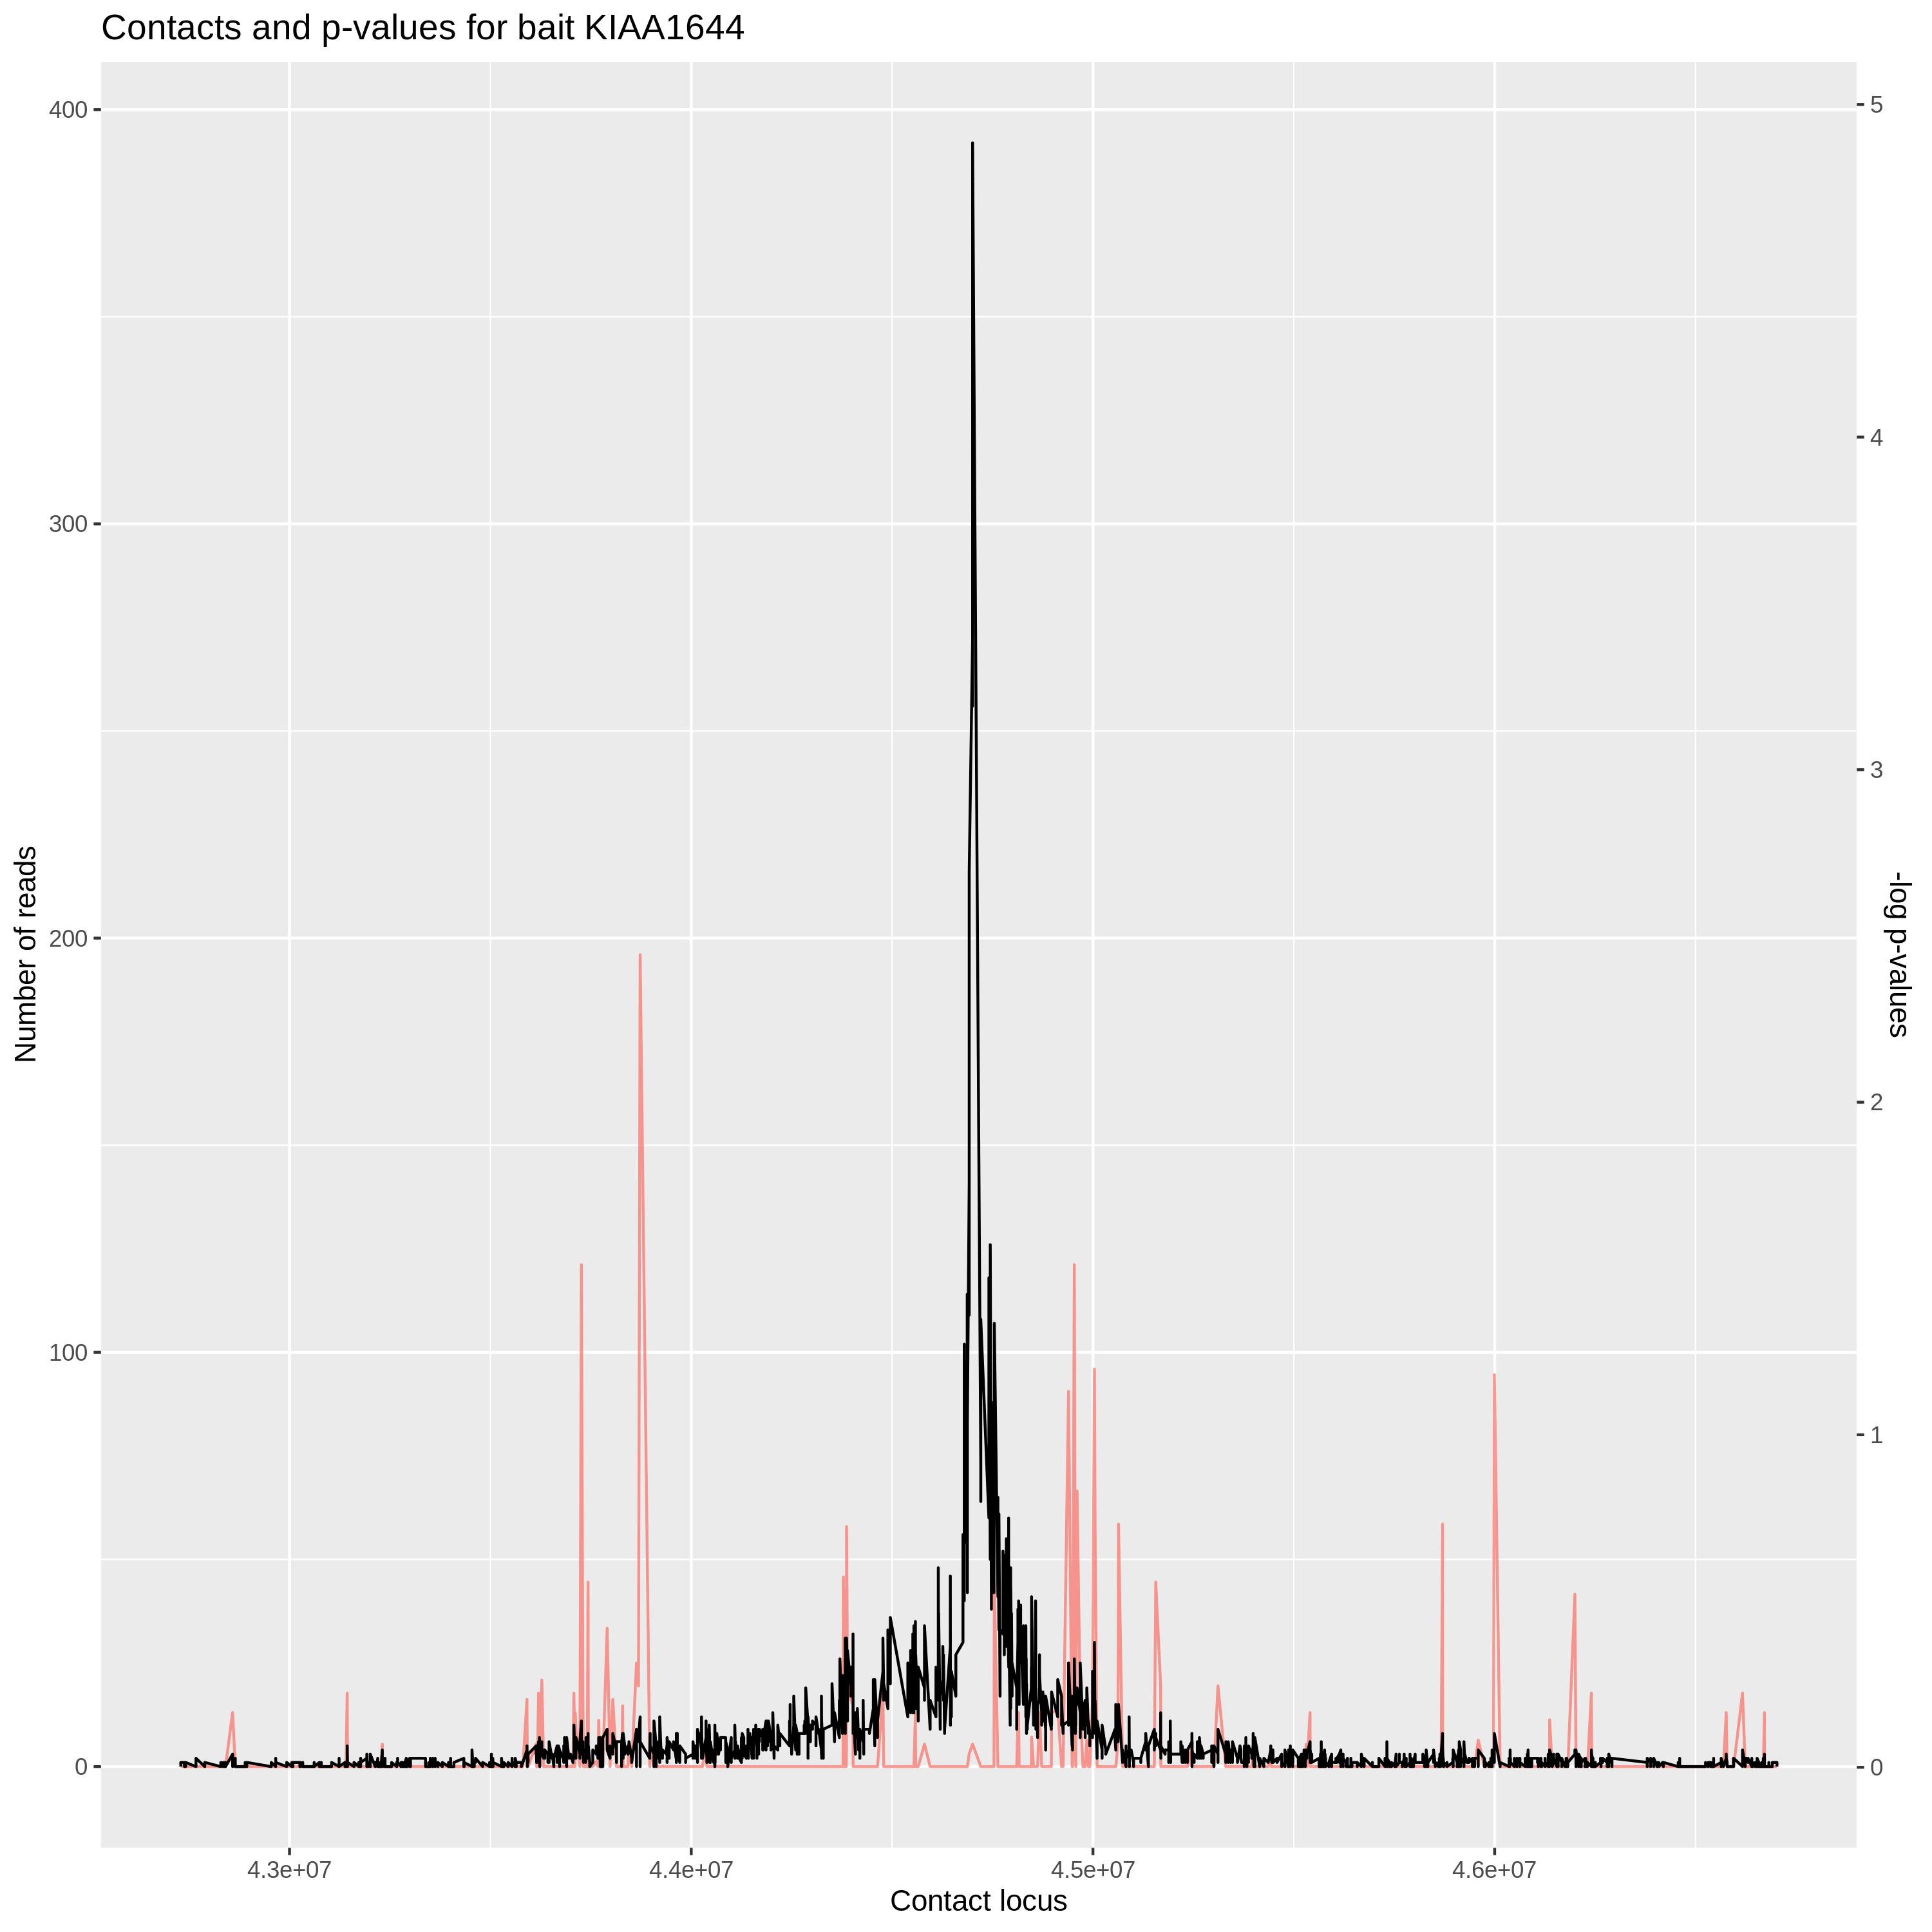 Contacts and p-values for bait KIAA1644
400
300
200
100
0
Number of reads
5
4
3
2
1
0
-log p-values
4.3e+07
4.4e+07
4.5e+07
4.6e+07
Contact locus